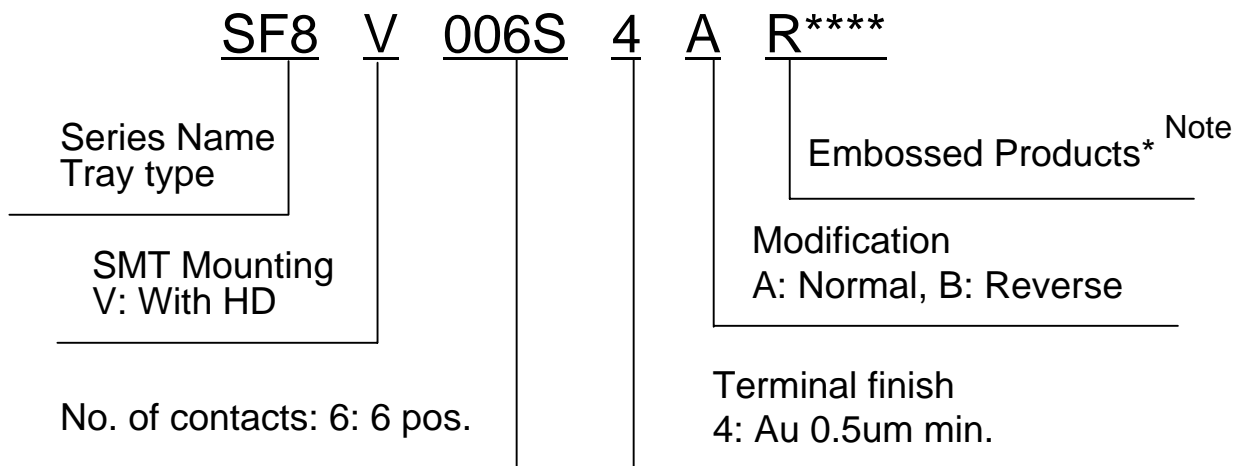 SF8 V 006S 4 A R****
Series Name
Tray type
Note
Embossed Products*
SMT Mounting
V: With HD
Modification
A: Normal, B: Reverse
No. of contacts: 6: 6 pos.
Terminal finish
4: Au 0.5um min.